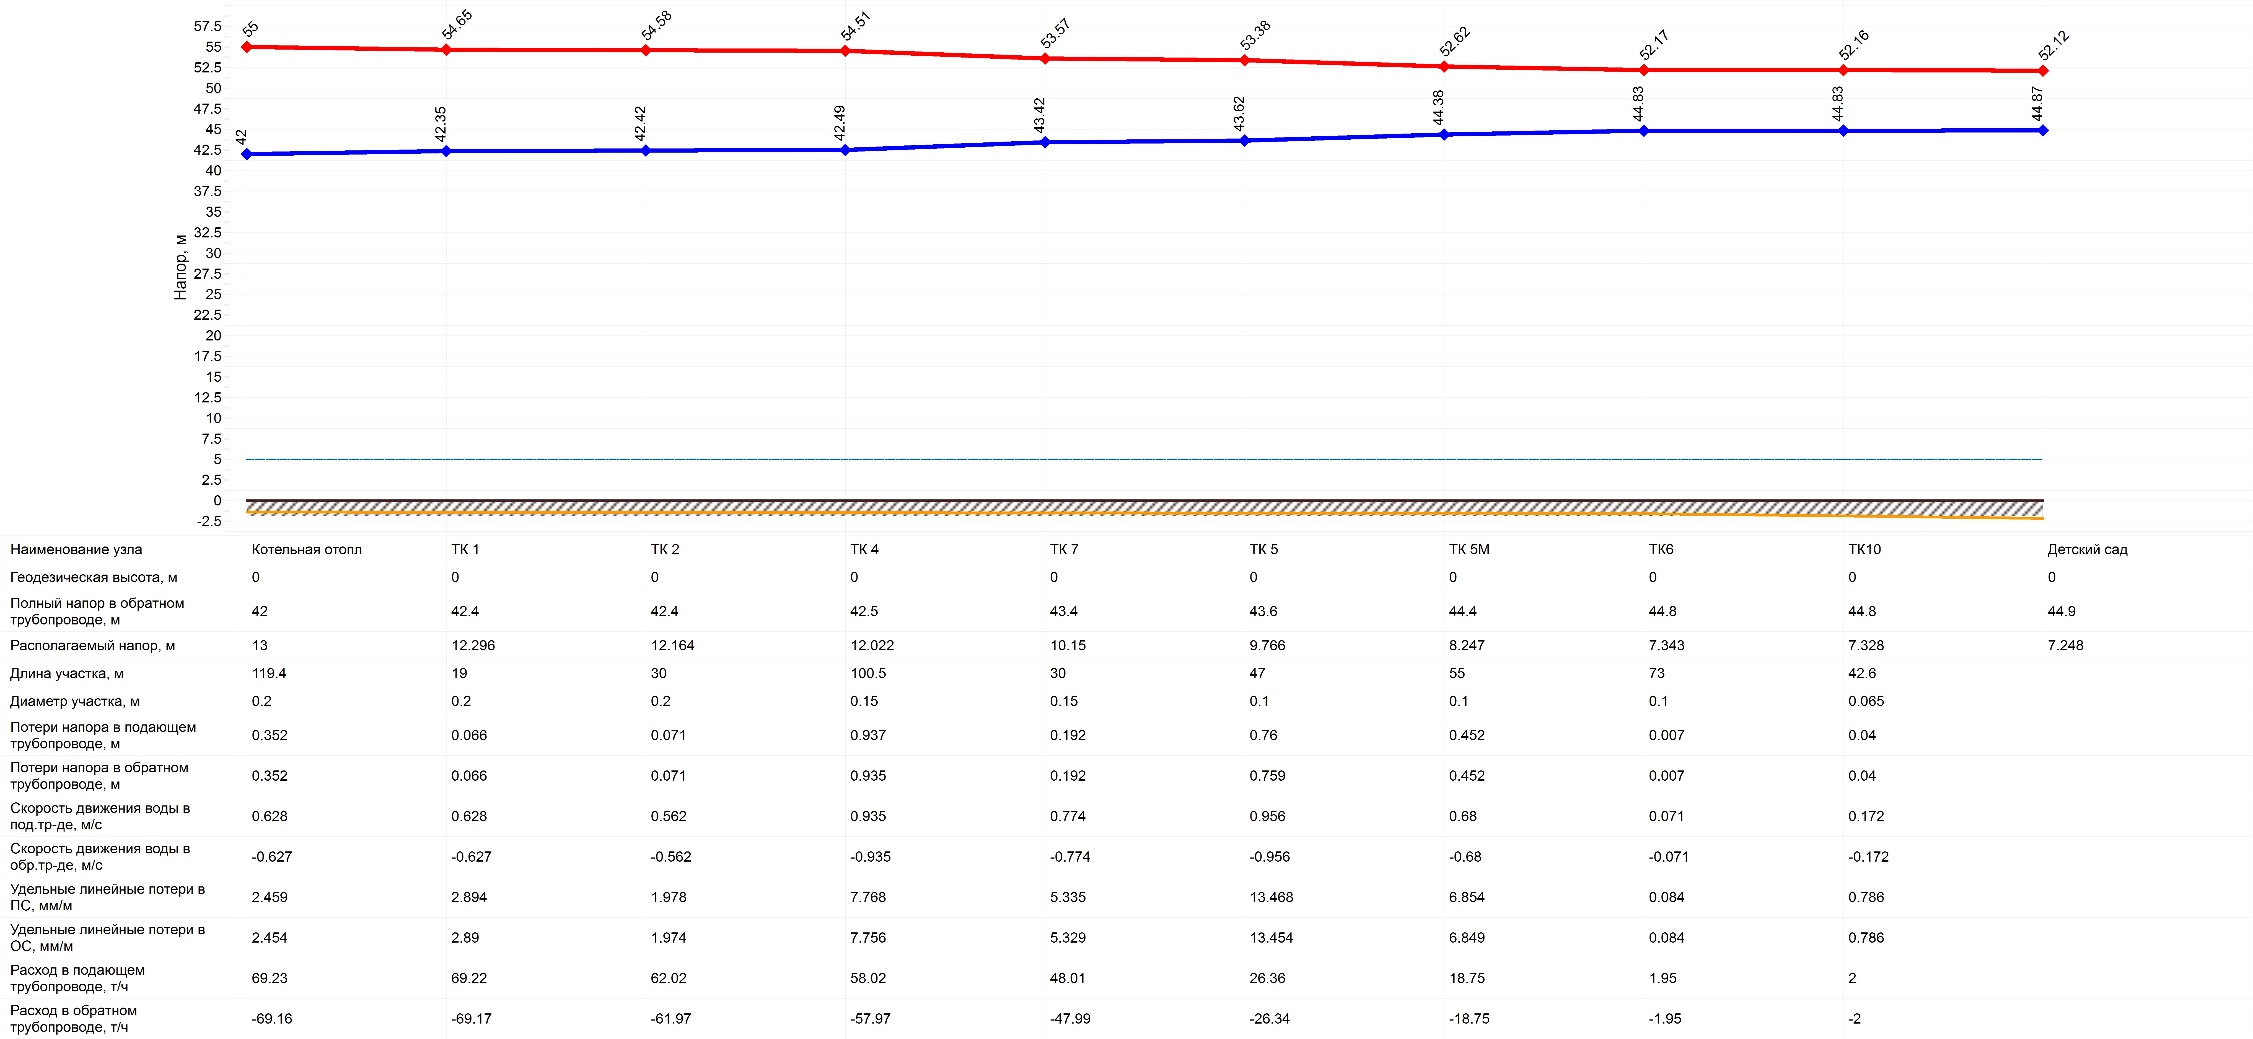 57.5
55
52.5
50
47.5
45
42.5
40
37.5
35
32.5
30
27.5
25
22.5
20
17.5
15
12.5
10
7.5
5
2.5
0
-2.5
Напор, м
55 54.65 54.58 54.51 53.57 53.38 52.62 52.17 52.16 52.12
42 42.35 42.42 42.49 43.42 43.62 44.38 44.83 44.83 44.87
Наименование узла Котельная отопл ТК 1 ТК 2 ТК 4 ТК 7 ТК 5 ТК 5М ТК6 ТК10 Детский сад
Геодезическая высота, м 0 0 0 0 0 0 0 0 0 0
Полный напор в обратном
трубопроводе, м 42 42.4 42.4 42.5 43.4 43.6 44.4 44.8 44.8 44.9
Располагаемый напор, м 13 12.296 12.164 12.022 10.15 9.766 8.247 7.343 7.328 7.248
Длина участка, м 119.4 19 30 100.5 30 47 55 73 42.6
Диаметр участка, м 0.2 0.2 0.2 0.15 0.15 0.1 0.1 0.1 0.065
Потери напора в подающем
трубопроводе, м 0.352 0.066 0.071 0.937 0.192 0.76 0.452 0.007 0.04
Потери напора в обратном
трубопроводе, м 0.352 0.066 0.071 0.935 0.192 0.759 0.452 0.007 0.04
Скорость движения воды в
под.тр-де, м/с 0.628 0.628 0.562 0.935 0.774 0.956 0.68 0.071 0.172
Скорость движения воды в
обр.тр-де, м/с -0.627 -0.627 -0.562 -0.935 -0.774 -0.956 -0.68 -0.071 -0.172
Удельные линейные потери в
ПС, мм/м 2.459 2.894 1.978 7.768 5.335 13.468 6.854 0.084 0.786
Удельные линейные потери в
ОС, мм/м 2.454 2.89 1.974 7.756 5.329 13.454 6.849 0.084 0.786
Расход в подающем
трубопроводе, т/ч 69.23 69.22 62.02 58.02 48.01 26.36 18.75 1.95 2
Расход в обратном
трубопроводе, т/ч -69.16 -69.17 -61.97 -57.97 -47.99 -26.34 -18.75 -1.95 -2